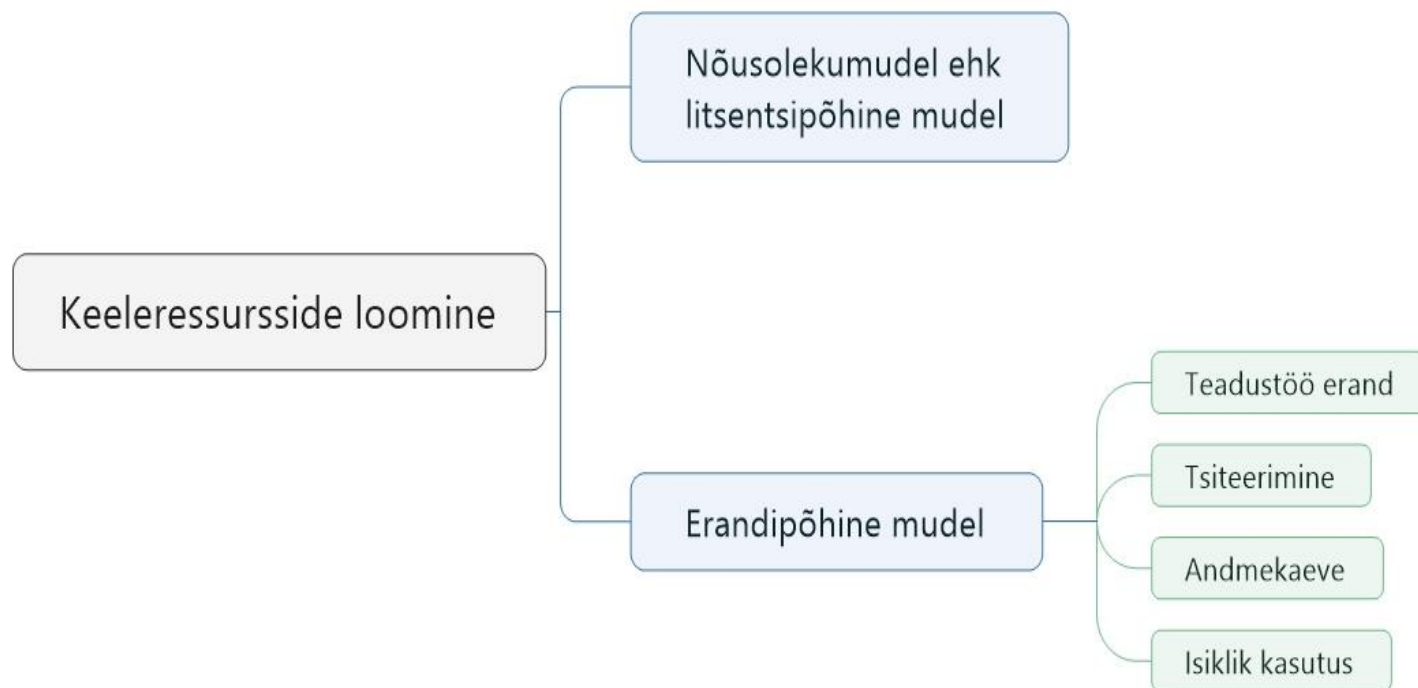 Nõusolekumudel ehk
litsentsipõhine mudel
Keeleressursside loomine
Erandipõhine mudel
Teadustöö erand
Tsiteerimine
Andmekaeve
Isiklik kasutus